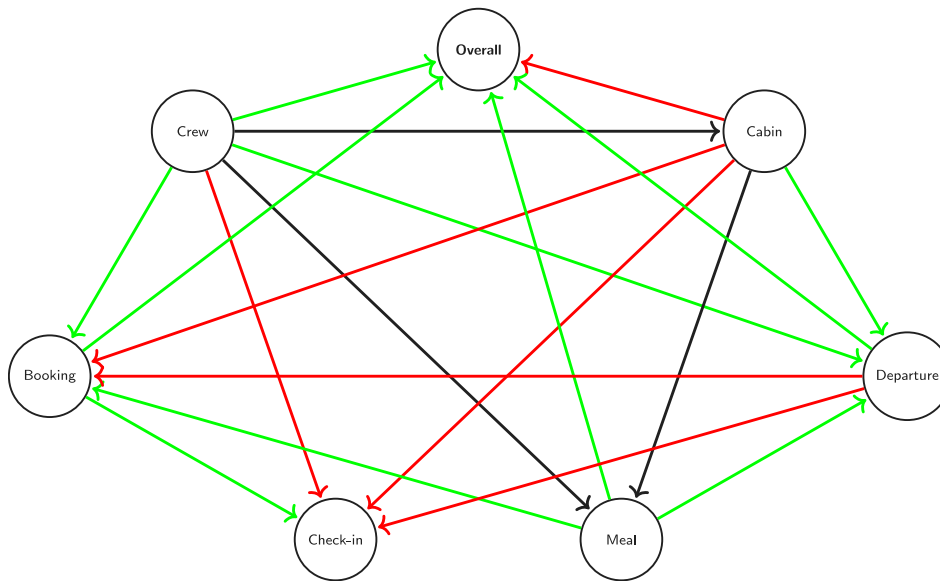 Overall
Crew
Cabin
Booking
Departure
Check-in
Meal